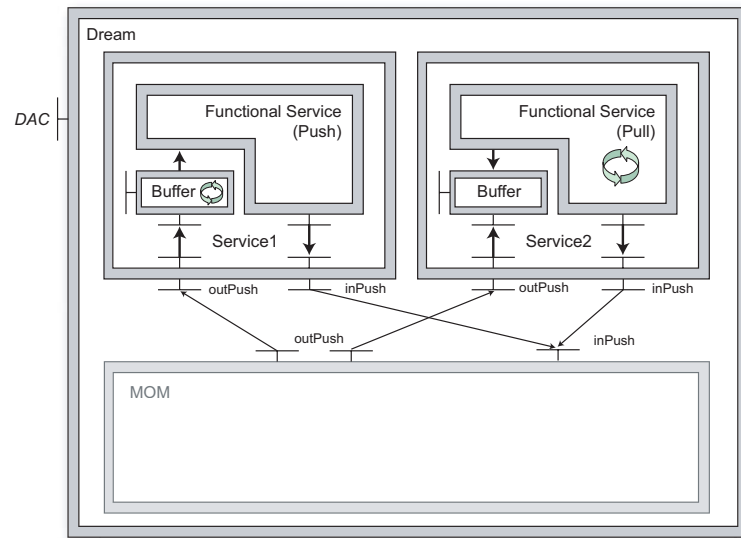 Dream
DAC
Functional Service
(Push)
Buffer
Service1
outPush
inPush
Functional Service
(Pull)
Buffer
Service2
outPush
inPush
outPush
inPush
MOM